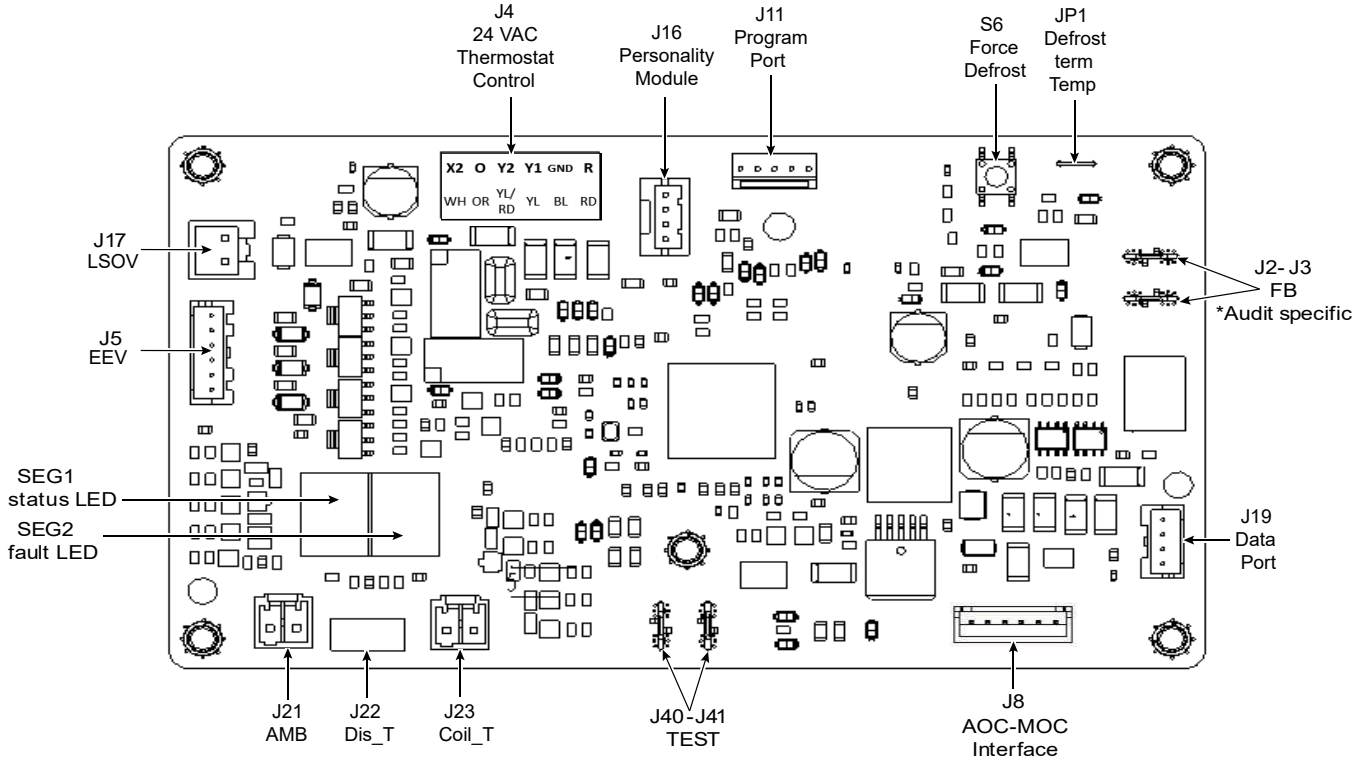 J4
24 VAC
Thermostat
Control
J16
Personality
Module
J11
Program
Port
S6
Force
Defrost
JP1
Defrost
term
Temp
X2 O Y2 Y1 GND R
WH OR YL/
RD YL BL RD
J17
LSOV
J2-J3
FB
*Audit specific
J5
EEV
SEG1
status LED
SEG2
fault LED
J19
Data
Port
J21
AMB
J22
Dis_T
J23
Coil_T
J40-J41
TEST
J8
AOC-MOC
Interface